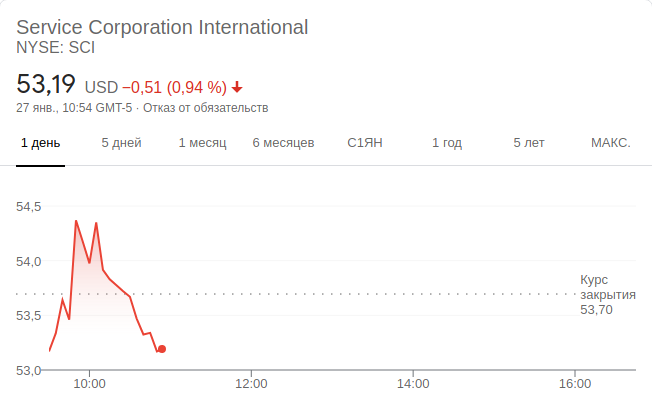 Service Corporation International
NYSE: SCI
53,19 USD −0,51 (0,94 %)
27 янв., 10:54 GMT-5 · Отказ от обязательств
1 день 5 дней 1 месяц 6 месяцев С1ЯН 1 год 5 лет МАКС.
54,5
54,0
Курс
закрытия
53,70
53,5
53,0
10:00 12:00 14:00 16:00